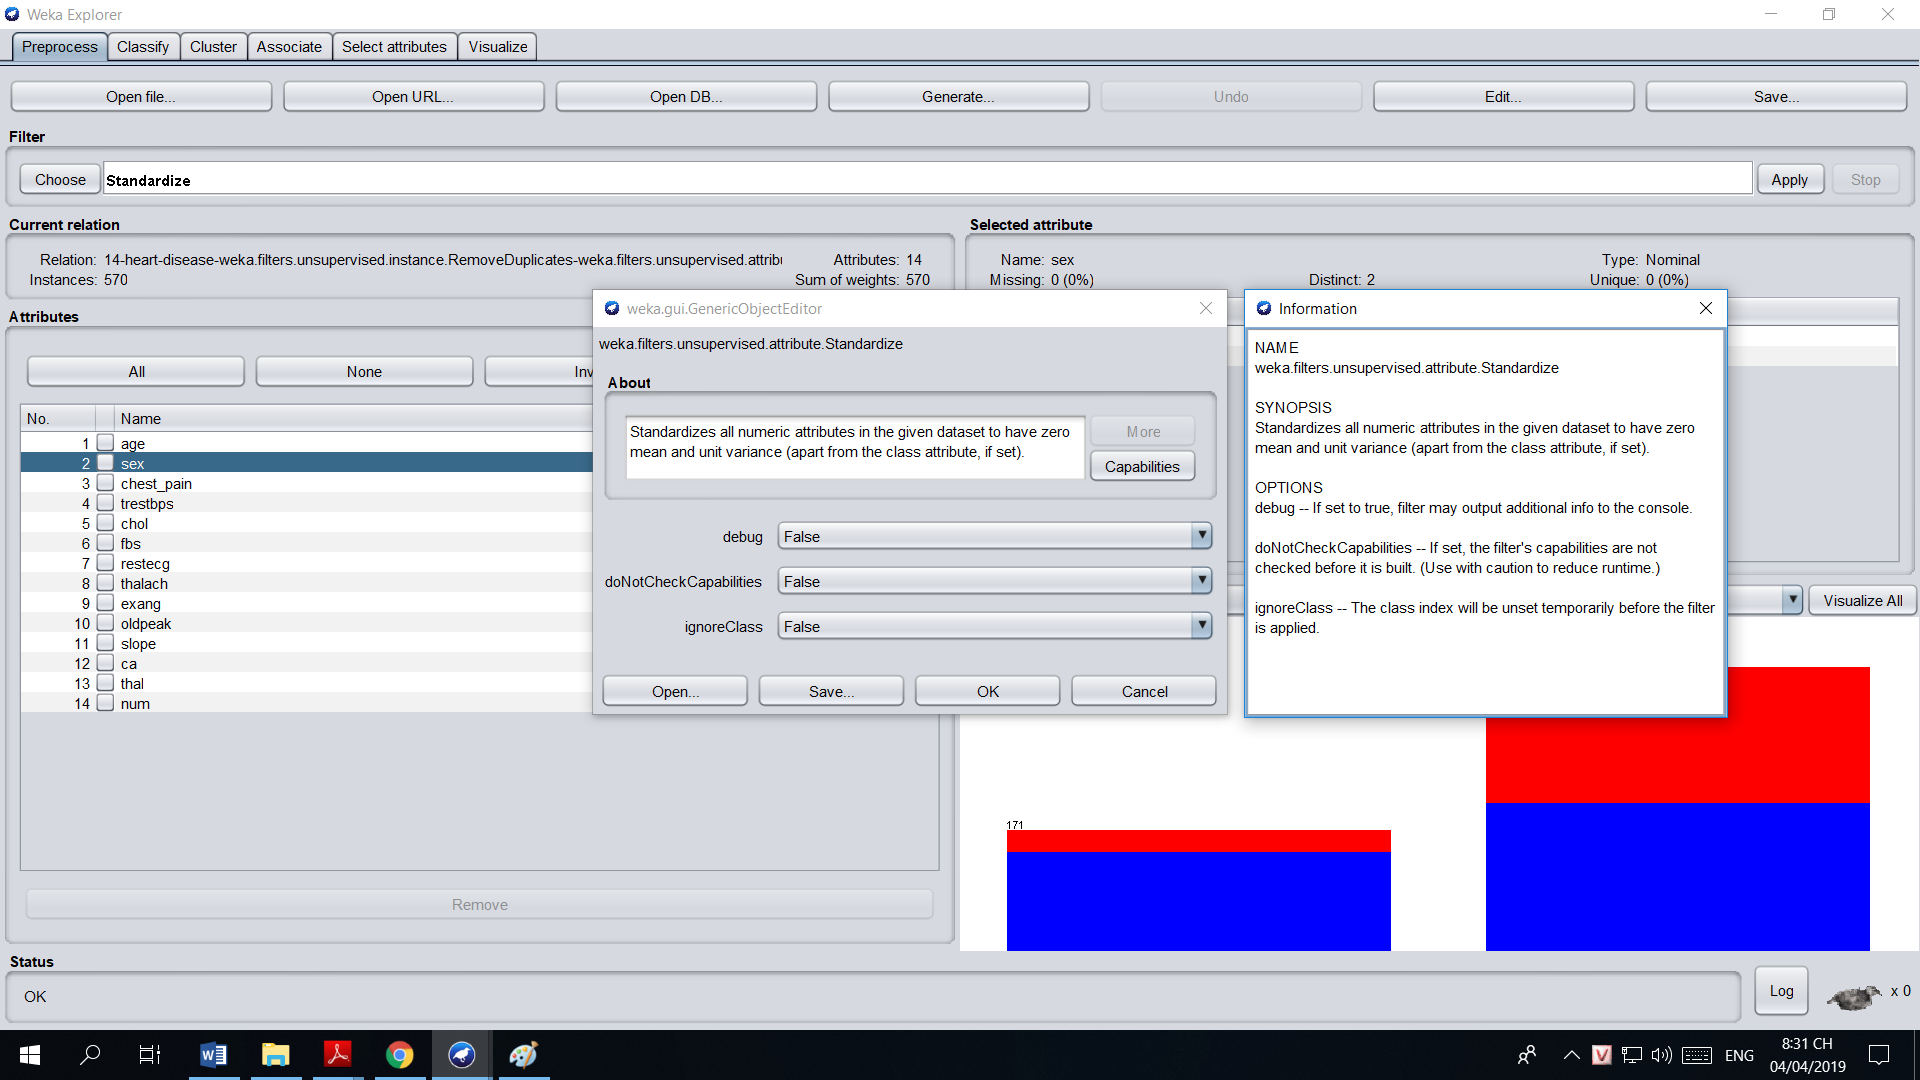 Weka Explorer
Preprocess Classify Cluster Associate Select attributes Visualize
Open file... Open URL... Open DB... Generate... Undo Edit... Save...
Filter
Choose Standardize Apply Stop
Current relation
Relation: 14-heart-disease-weka.filters.unsupervised.instance.RemoveDuplicates-weka.filters.unsupervised.attribu Attributes: 14
Instances: 570 Sum of weights: 570
Selected attribute
Name: sex Type: Nominal
Missing: 0 (0%) Distinct: 2 Unique: 0 (0%)
Attributes
All None Inv
No. Name
1 age
2 sex
3 chest_pain
4 trestbps
5 chol
6 fbs
7 restecg
8 thalach
9 exang
10 oldpeak
11 slope
12 ca
13 thal
14 num
Remove
weka.gui.GenericObjectEditor
weka.filters.unsupervised.attribute.Standardize
About
Standardizes all numeric attributes in the given dataset to have zero
mean and unit variance (apart from the class attribute, if set).
More
Capabilities
debug False
doNotCheckCapabilities False
ignoreClass False
Open... Save... OK Cancel
Information
NAME
weka.filters.unsupervised.attribute.Standardize
SYNOPSIS
Standardizes all numeric attributes in the given dataset to have zero
mean and unit variance (apart from the class attribute, if set).
OPTIONS
debug -- If set to true, filter may output additional info to the console.
doNotCheckCapabilities -- If set, the filter's capabilities are not
checked before it is built. (Use with caution to reduce runtime.)
ignoreClass -- The class index will be unset temporarily before the filter
is applied.
Visualize All
171
Status
OK
Log x 0
ENG
8:31 CH
04/04/2019